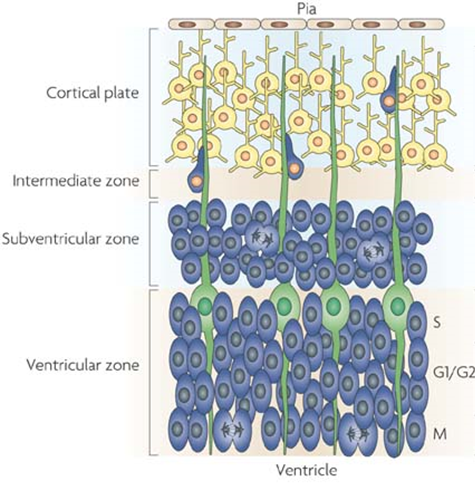 Pia
Cortical plate
Intermediate zone
Subventricular zone
S
Ventricular zone
G1/G2
M
Ventricle